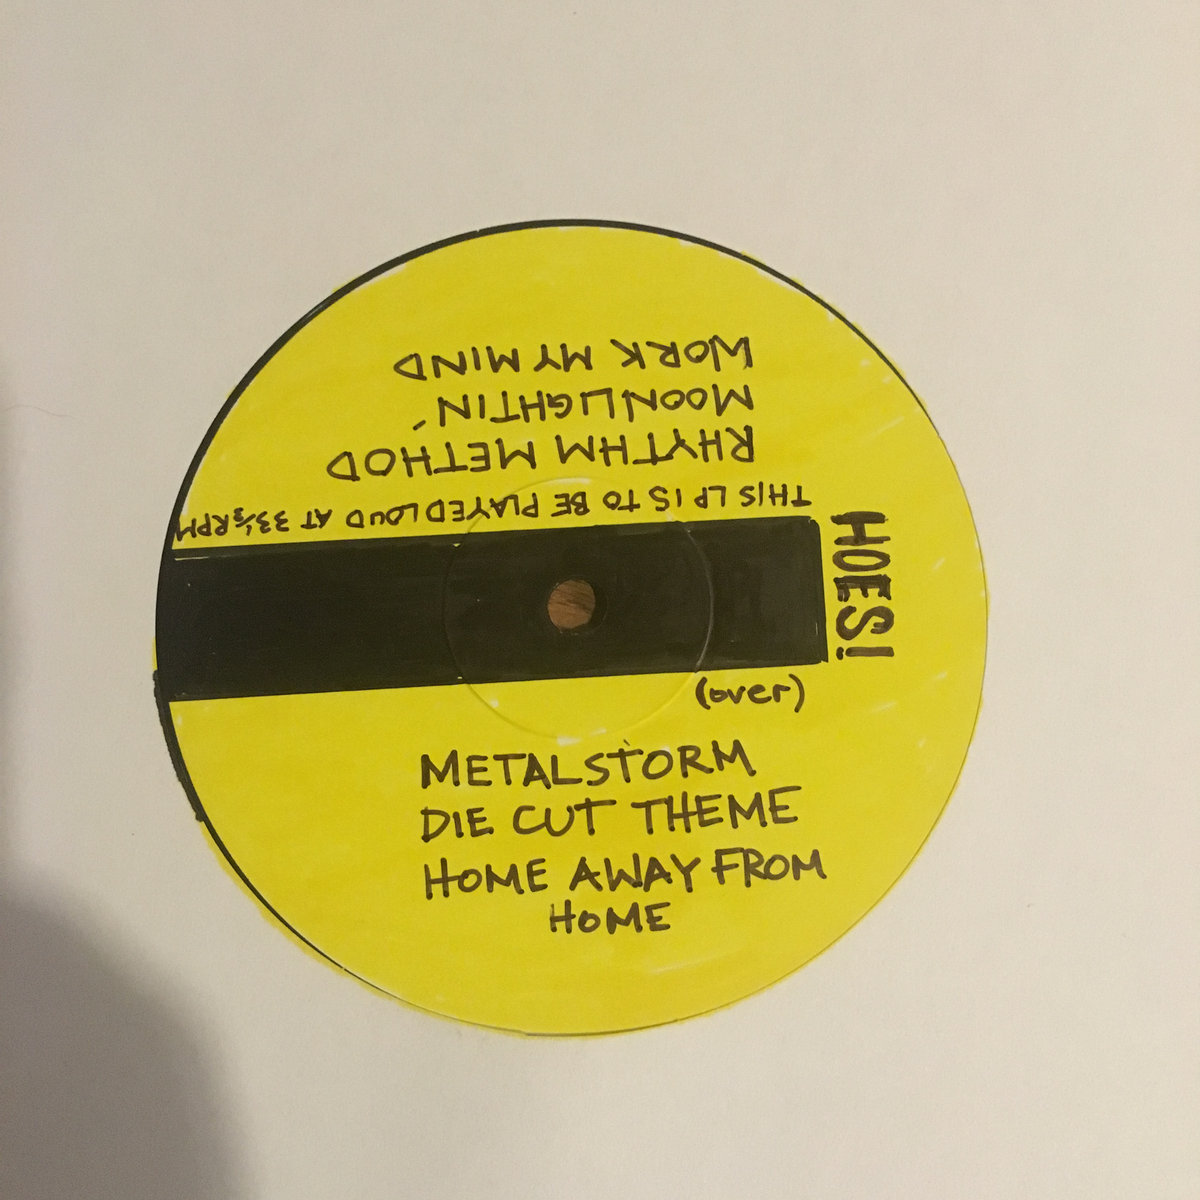 HOES!
(over)
METALSTORM
DIE CUT THEME
HOME AWAY FROM
HOME
THIS LP IS TO BE PLAYED LOUD AT 33⅓ RPM
RHYTHM METHOD
MOONLIGHTIN'
WORK MY MIND